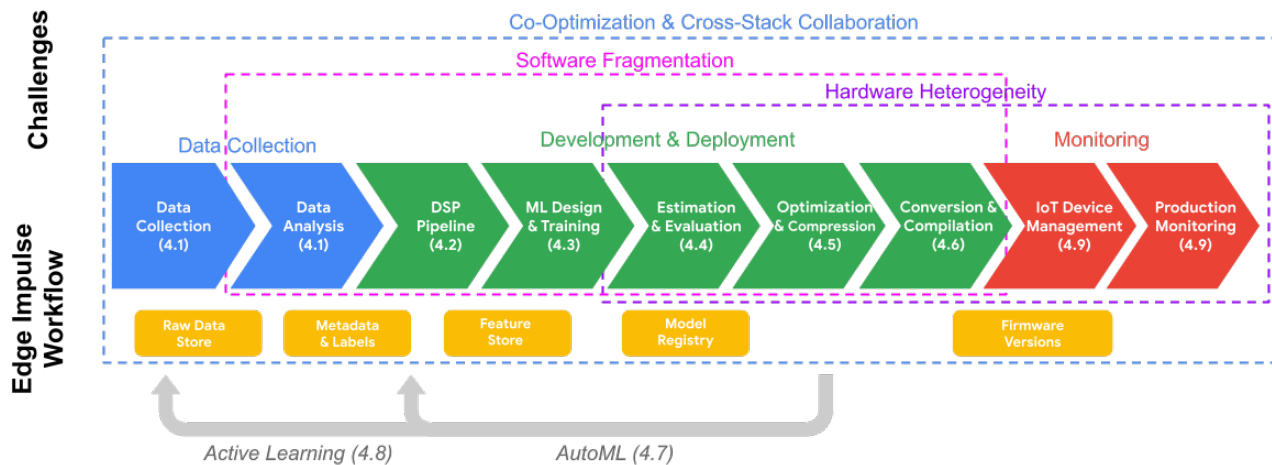 Challenges
Co-Optimization & Cross-Stack Collaboration
Software Fragmentation
Hardware Heterogeneity
Data Collection
Development & Deployment
Monitoring
Edge Impulse
Workflow
Data
Collection
(4.1)
Data
Analysis
(4.1)
DSP
Pipeline
(4.2)
ML Design
& Training
(4.3)
Estimation
& Evaluation
(4.4)
Optimization
& Compression
(4.5)
Conversion &
Compilation
(4.6)
IoT Device
Management
(4.9)
Production
Monitoring
(4.9)
Raw Data
Store
Metadata
& Labels
Feature
Store
Model
Registry
Firmware
Versions
Active Learning (4.8)
AutoML (4.7)